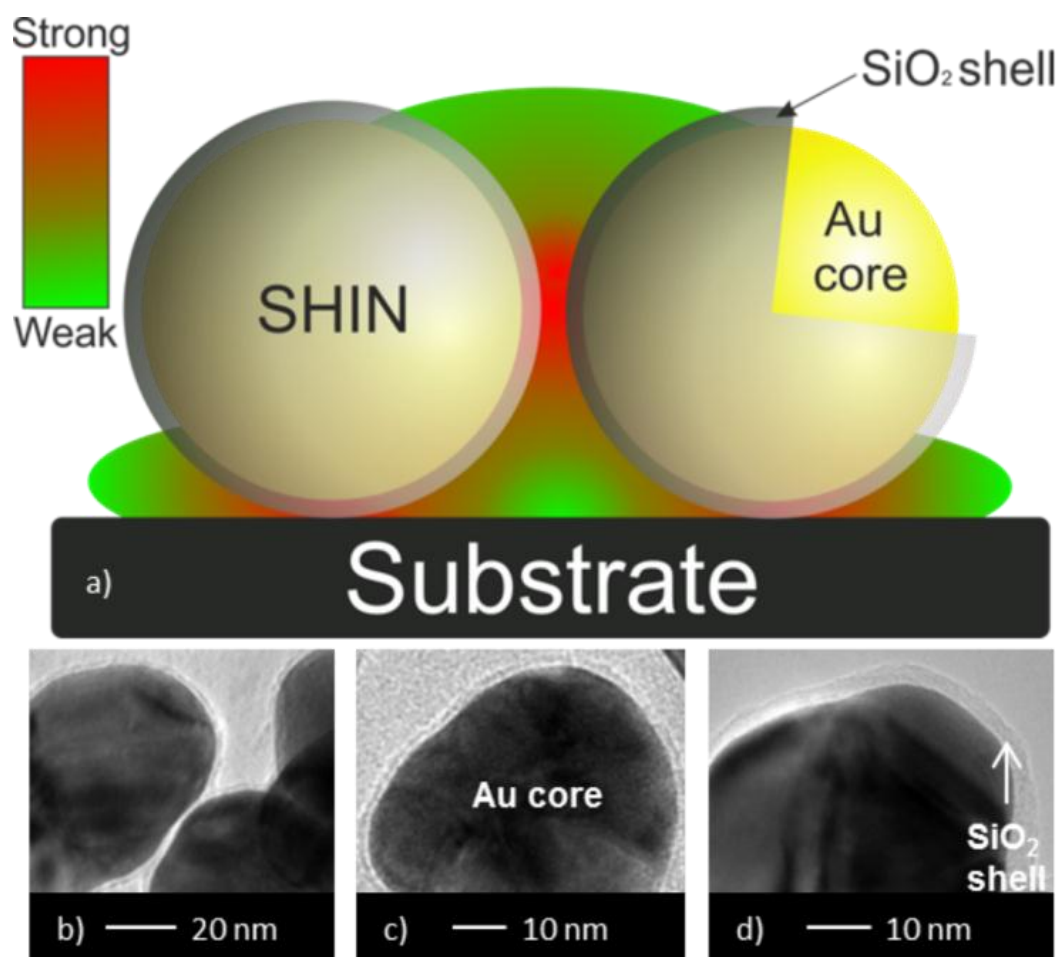 Strong
SiO₂ shell
Au
core
SHIN
Weak
a)
Substrate
Au core
SiO₂
shell
b) 20 nm
c) 10 nm
d) 10 nm